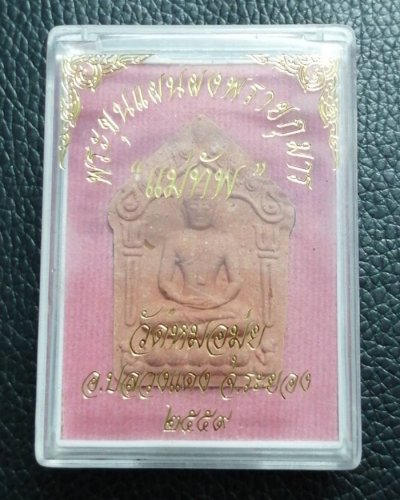 พระขุนแผนผงพรายกุมาร
"แม่ทัพ"
วัดหมอมุ่ย
อ.ปลวกแดง จ.ระยอง
๒๕๕๙